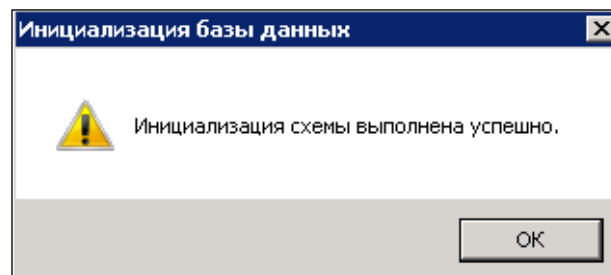 Инициализация базы данных
Инициализация схемы выполнена успешно.
OK